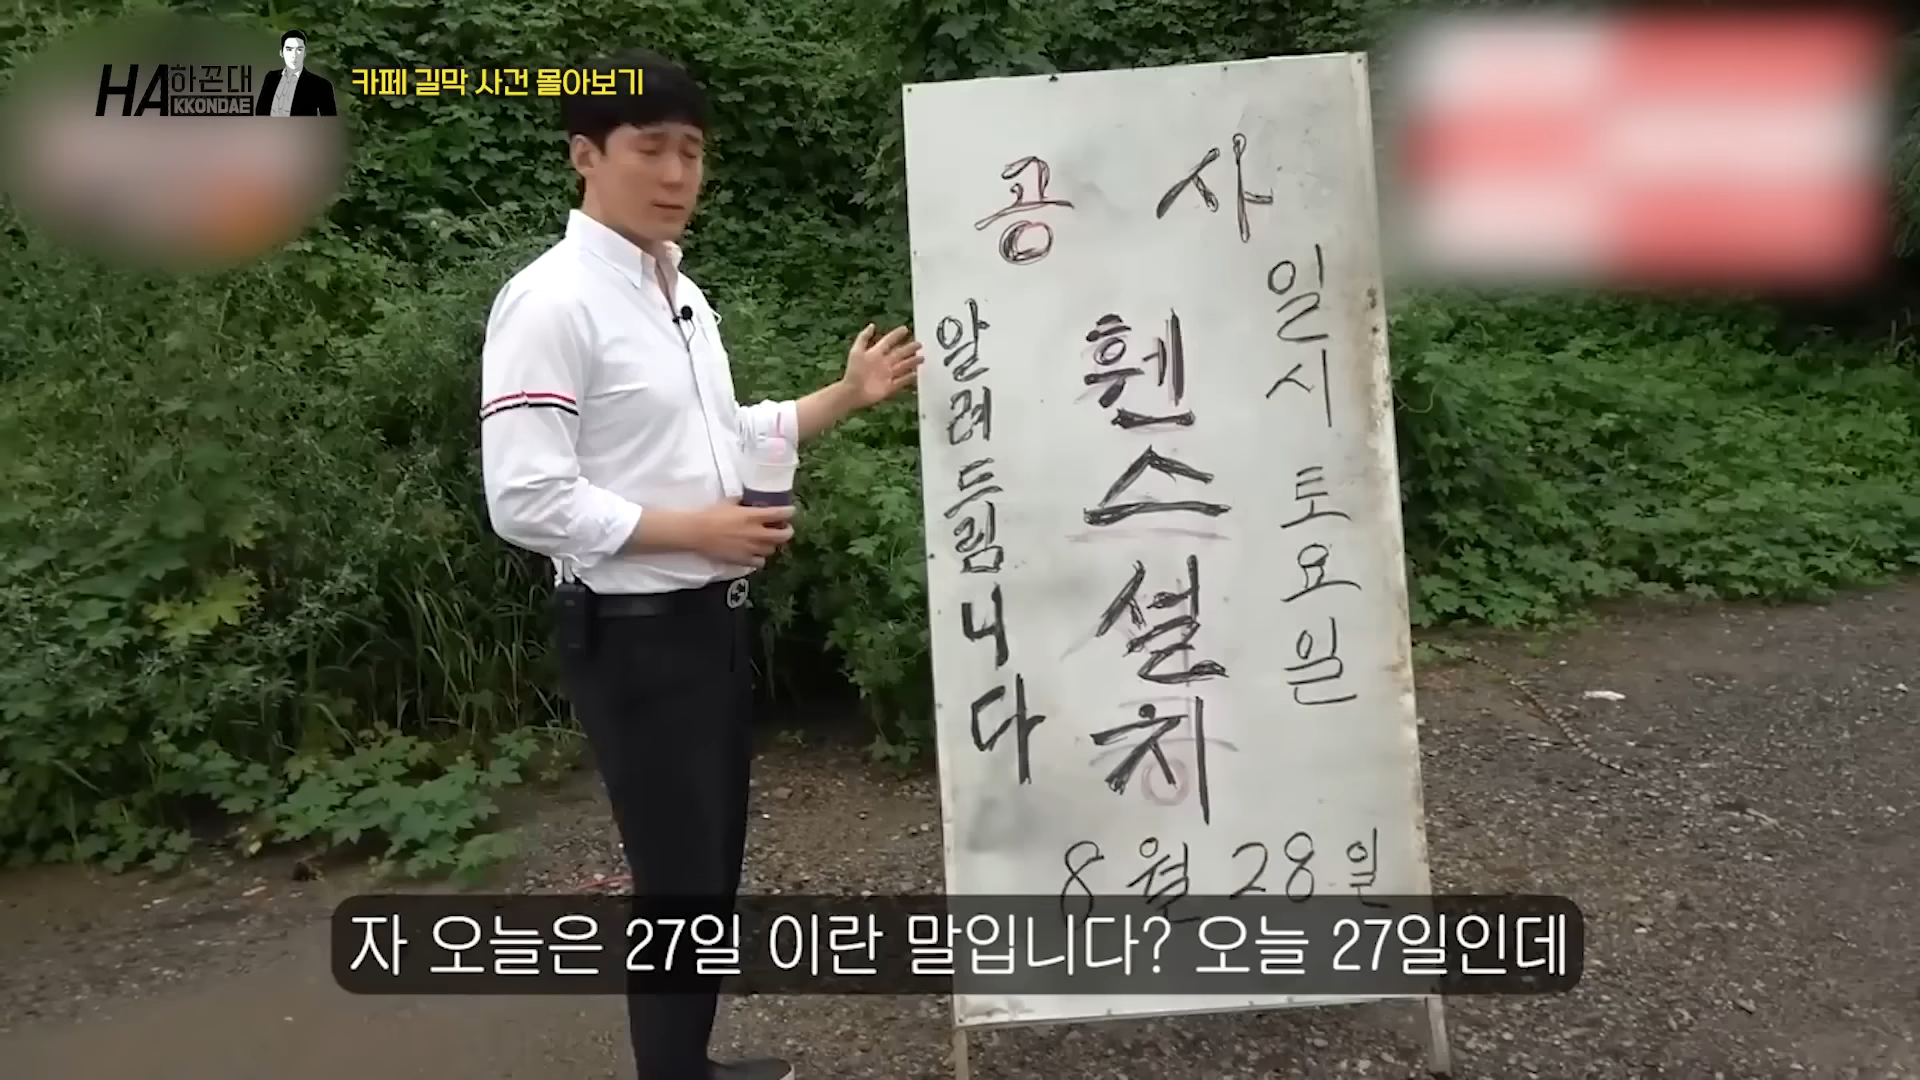 HA하꼰대
KKONDAE
카페 길막 사건 몰아보기
공 사
일시 토요일
휀스설치
알려드림니다
8월 28일
자 오늘은 27일 이란 말입니다? 오늘 27일인데